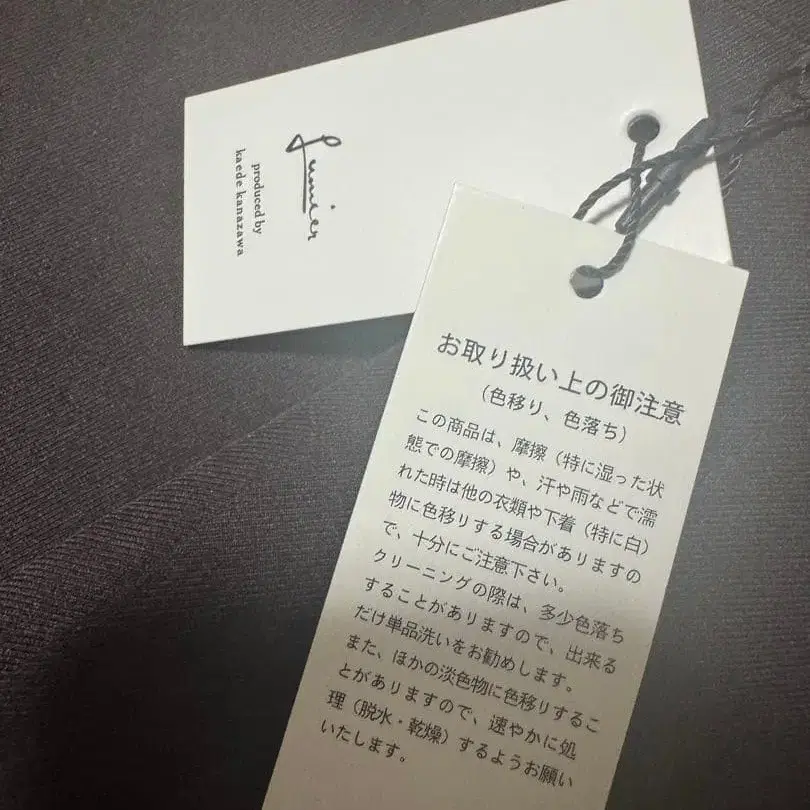 Lumier
produced by
kaede kanazawa
お取り扱い上の御注意
(色移り、色落ち)
この商品は、摩擦（特に湿った状
態での摩擦）や、汗や雨などで濡
れた時は他の衣類や下着（特に白）
物に色移りする場合がありますの
で、十分にご注意下さい。
クリーニングの際は、多少色落ち
することがありますので、出来る
だけ単品洗いをお勧めします。
また、ほかの淡色物に色移りするこ
とがありますので、速やかに処
理（脱水・乾燥）するようお願い
いたします。